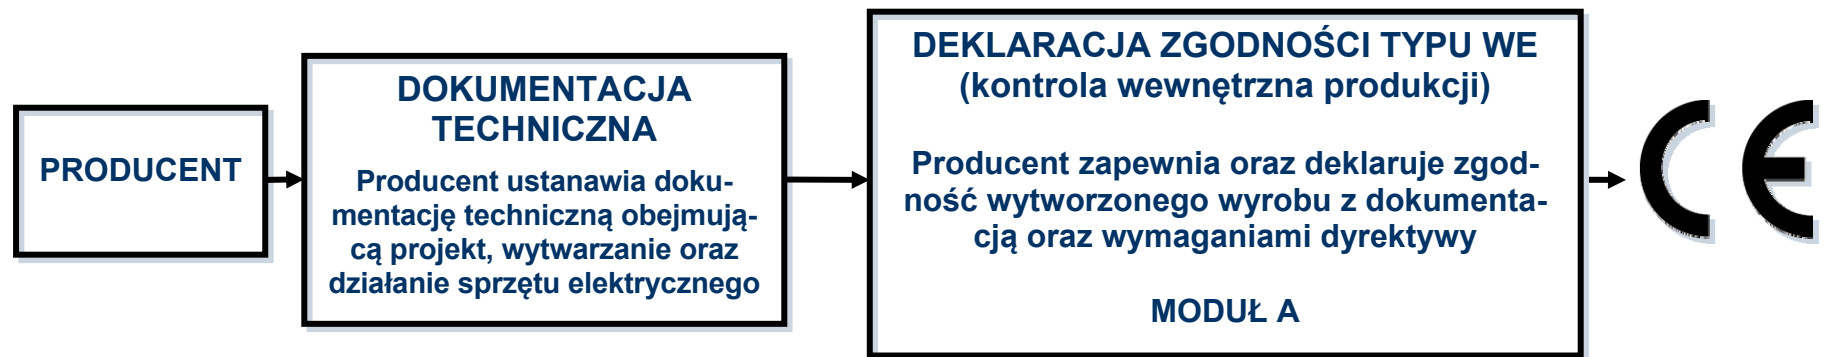 PRODUCENT
DOKUMENTACJA
TECHNICZNA
Producent ustanawia doku-
mentację techniczną obejmują-
cą projekt, wytwarzanie oraz
działanie sprzętu elektrycznego
DEKLARACJA ZGODNOŚCI TYPU WE
(kontrola wewnętrzna produkcji)
Producent zapewnia oraz deklaruje zgod-
ność wytworzonego wyrobu z dokumenta-
cją oraz wymaganiami dyrektywy
MODUŁ A
CE